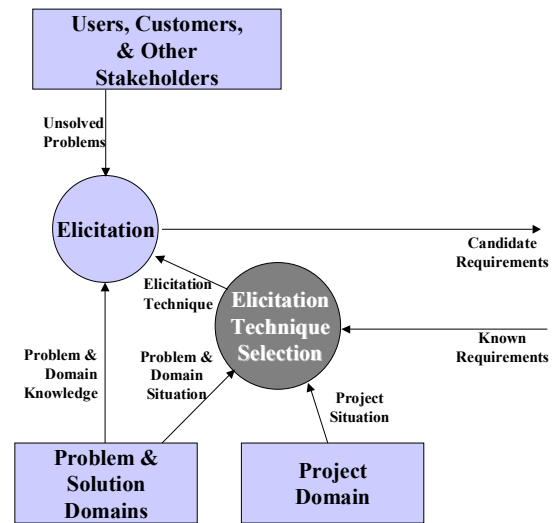 Users, Customers,
& Other
Stakeholders
Unsolved
Problems
Elicitation
Candidate
Requirements
Elicitation
Technique
Elicitation
Technique
Selection
Known
Requirements
Problem &
Domain
Knowledge
Problem &
Domain
Situation
Project
Situation
Problem &
Solution
Domains
Project
Domain